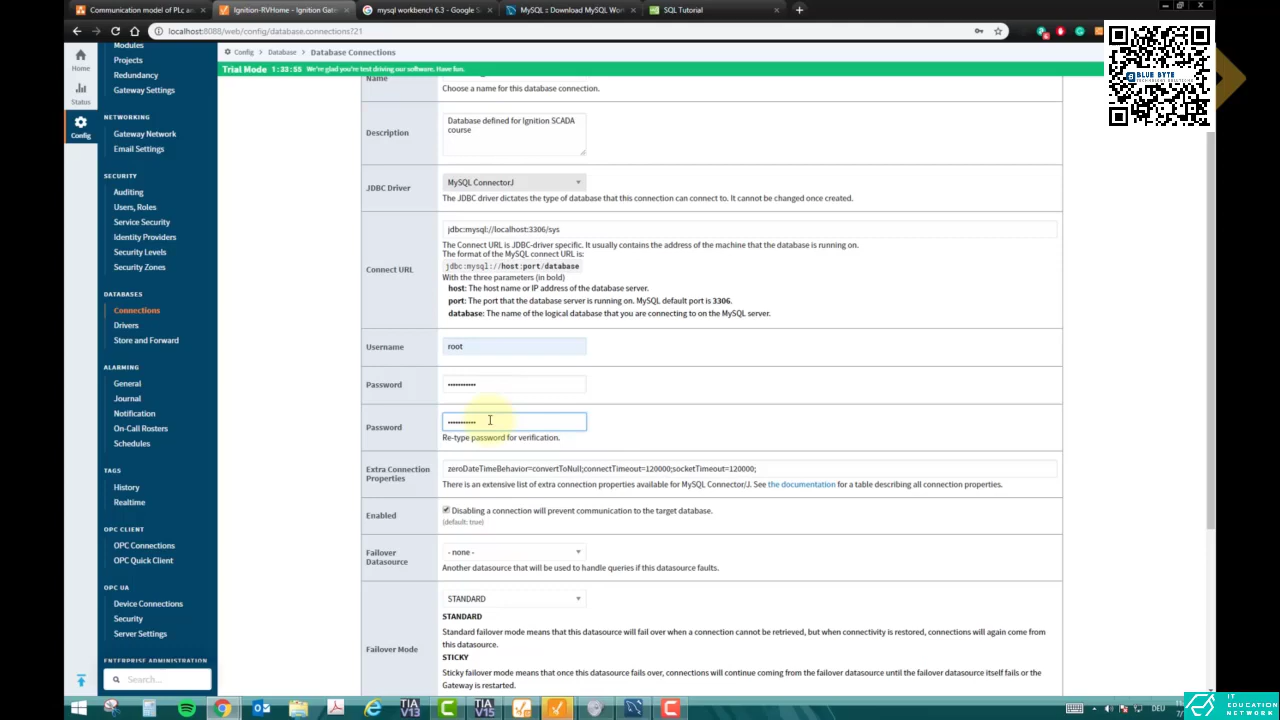 Communication model of PLC an
Ignition-RVHome - Ignition Gate
mysql workbench 6.3 - Google S
MySQL :: Download MySQL Work
SQL Tutorial
localhost:8088/web/config/database.connections?21
BLUE BYTE
Home
Status
Config
Modules
Projects
Redundancy
Gateway Settings
NETWORKING
Gateway Network
Email Settings
SECURITY
Auditing
Users, Roles
Service Security
Identity Providers
Security Levels
Security Zones
DATABASES
Connections
Drivers
Store and Forward
ALARMING
General
Journal
Notification
On-Call Rosters
Schedules
TAGS
History
Realtime
OPC CLIENT
OPC Connections
OPC Quick Client
OPC UA
Device Connections
Security
Server Settings
ENTERPRISE ADMINISTRATION
Search...
Config > Database > Database Connections
Trial Mode 1:33:55 We're glad you're test driving our software. Have fun.
Name
Choose a name for this database connection.
Description
Database defined for Ignition SCADA
course
JDBC Driver
MySQL ConnectorJ
The JDBC driver dictates the type of database that this connection can connect to. It cannot be changed once created.
Connect URL
jdbc:mysql://localhost:3306/sys
The Connect URL is JDBC-driver specific. It usually contains the address of the machine that the database is running on.
The format of the MySQL connect URL is:
jdbc:mysql://host:port/database
With the three parameters (in bold)
host: The host name or IP address of the database server.
port: The port that the database server is running on. MySQL default port is 3306.
database: The name of the logical database that you are connecting to on the MySQL server.
Username
root
Password
•••••••••••
Password
•••••••••••
Re-type password for verification.
Extra Connection
Properties
zeroDateTimeBehavior=convertToNull;connectTimeout=120000;socketTimeout=120000;
There is an extensive list of extra connection properties available for MySQL Connector/J. See the documentation for a table describing all connection properties.
Enabled
Disabling a connection will prevent communication to the target database.
(default: true)
Failover
Datasource
- none -
Another datasource that will be used to handle queries if this datasource faults.
Failover Mode
STANDARD
STANDARD
Standard failover mode means that this datasource will fail over when a connection cannot be retrieved, but when connectivity is restored, connections will again come from
this datasource.
STICKY
Sticky failover mode means that once this datasource fails over, connections will continue coming from the failover datasource until the failover datasource itself fails or the
Gateway is restarted.
TIA
V13
TIA
V15
DEU
IT
EDUCATION
NETWORK